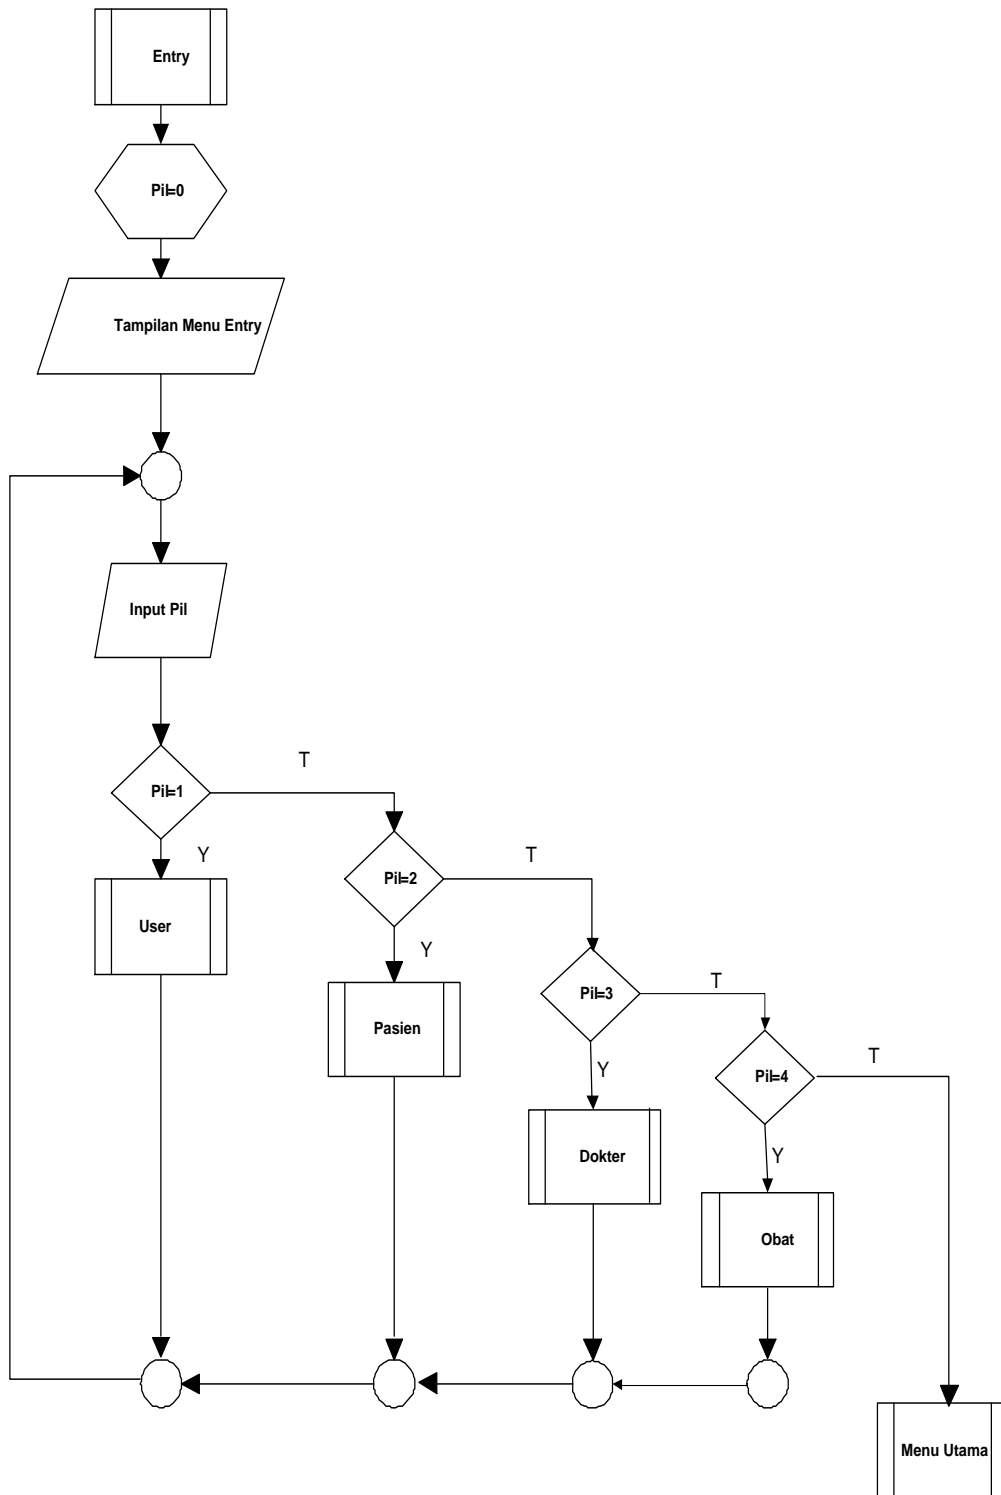 Entry
Pil=0
Tampilan Menu Entry
Input Pil
T
Pil=1
Y
T
Pil=2
User
Y
T
Pil=3
Pasien
T
Y
Pil=4
Dokter
Y
Obat
Menu Utama